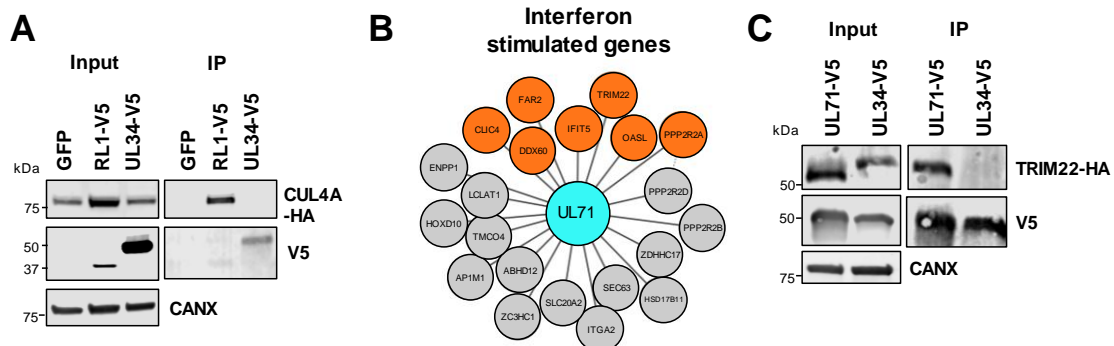 A
Input
IP
GFP
RL1-V5
UL34-V5
GFP
RL1-V5
UL34-V5
kDa
75
CUL4A
-HA
50
37
V5
75
CANX
B
Interferon
stimulated genes
FAR2
TRIM22
CLIC4
IFIT5
OASL
PPP2R2A
DDX60
ENPP1
LCLAT1
PPP2R2D
UL71
HOXD10
TMCO4
PPP2R2B
ZDHHC17
AP1M1
ABHD12
SEC63
HSD17B11
SLC20A2
ZC3HC1
ITGA2
C
Input
IP
UL71-V5
UL34-V5
UL71-V5
UL34-V5
kDa
50
TRIM22-HA
50
V5
75
CANX